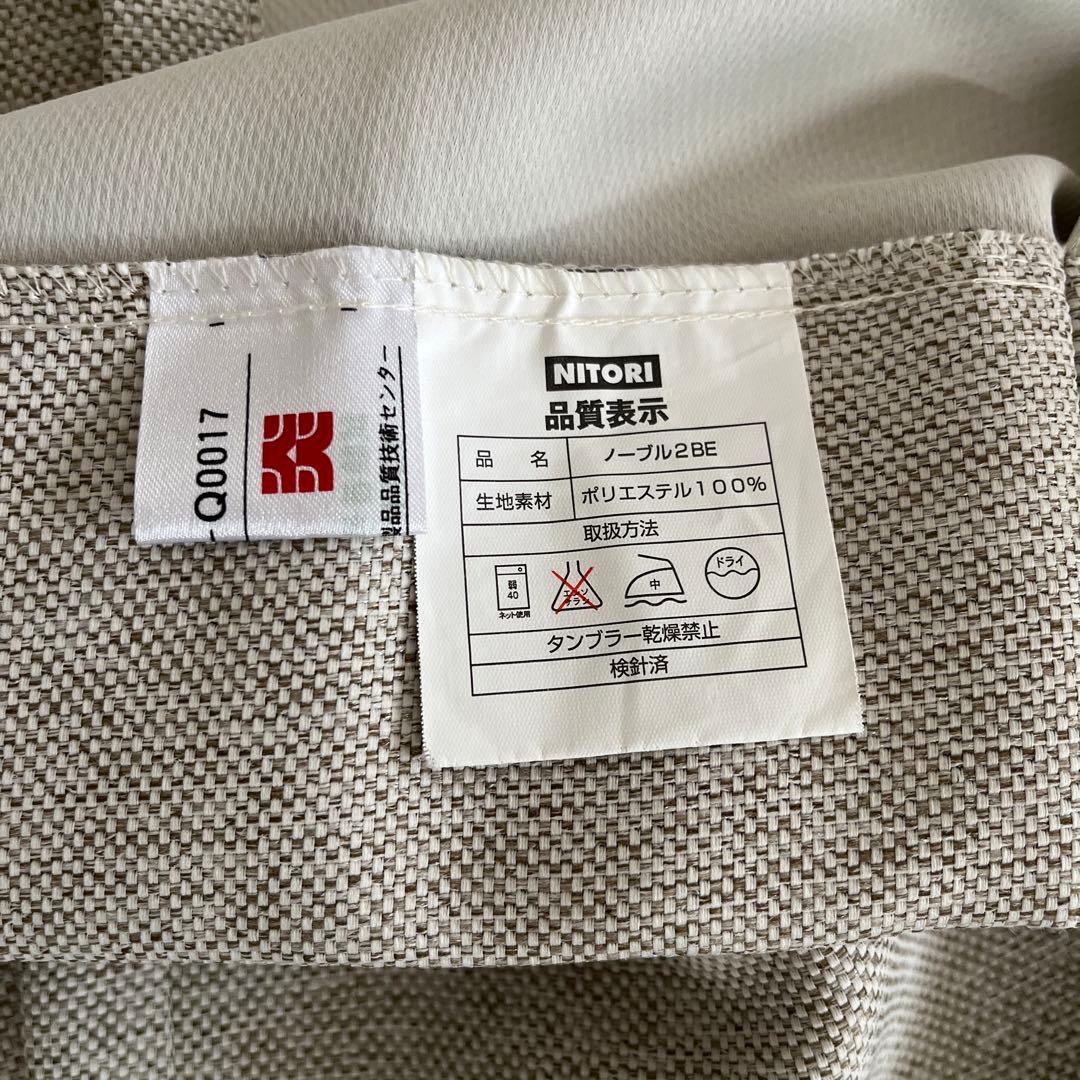 -Q0017
製品品質技術センター
NITORI
品質表示
品 名 ノーブル2BE
生地素材 ポリエステル100%
取扱方法
弱
40
ネット使用
エンソ
サラシ
中
ドライ
タンブラー乾燥禁止
検針済